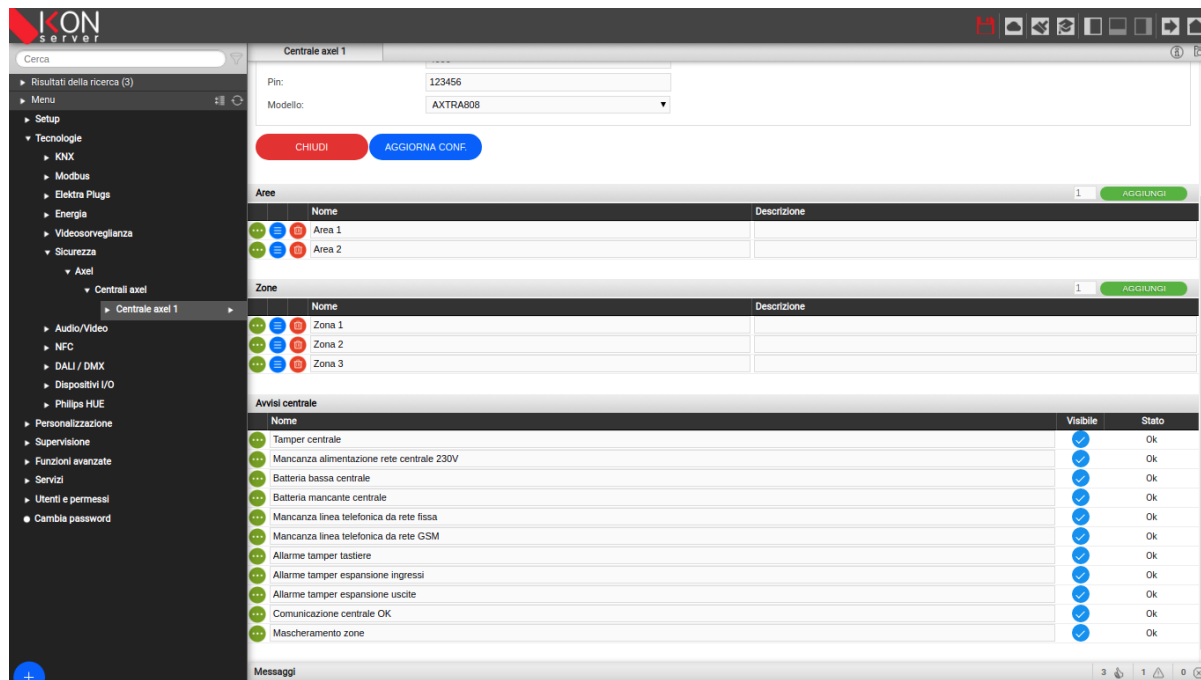 KON
server
Cerca
Risultati della ricerca (3)
Menu
Setup
Tecnologie
KNX
Modbus
Elektra Plugs
Energia
Videosorveglianza
Sicurezza
Axel
Centrali axel
Centrale axel 1
Audio/Video
NFC
DALI / DMX
Dispositivi I/O
Philips HUE
Personalizzazione
Supervisione
Funzioni avanzate
Servizi
Utenti e permessi
Cambia password
Centrale axel 1
Pin: 123456
Modello: AXTRA808
CHIUDI AGGIORNA CONF.
Aree 1 AGGIUNGI
Nome Descrizione
Area 1
Area 2
Zone 1 AGGIUNGI
Nome Descrizione
Zona 1
Zona 2
Zona 3
Avvisi centrale
Nome Visibile Stato
Tamper centrale Ok
Mancanza alimentazione rete centrale 230V Ok
Batteria bassa centrale Ok
Batteria mancante centrale Ok
Mancanza linea telefonica da rete fissa Ok
Mancanza linea telefonica da rete GSM Ok
Allarme tamper tastiere Ok
Allarme tamper espansione ingressi Ok
Allarme tamper espansione uscite Ok
Comunicazione centrale OK Ok
Mascheramento zone Ok
Messaggi 3 1 0